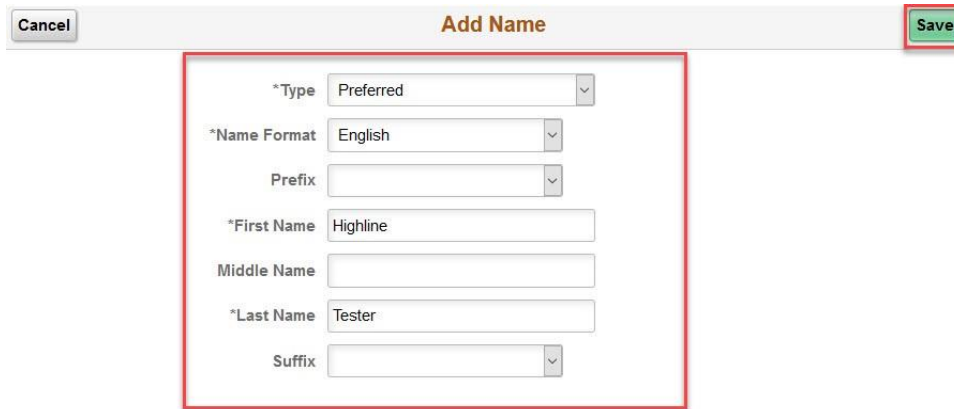 Cancel Add Name Save
*Type Preferred
*Name Format English
Prefix
*First Name Highline
Middle Name
*Last Name Tester
Suffix